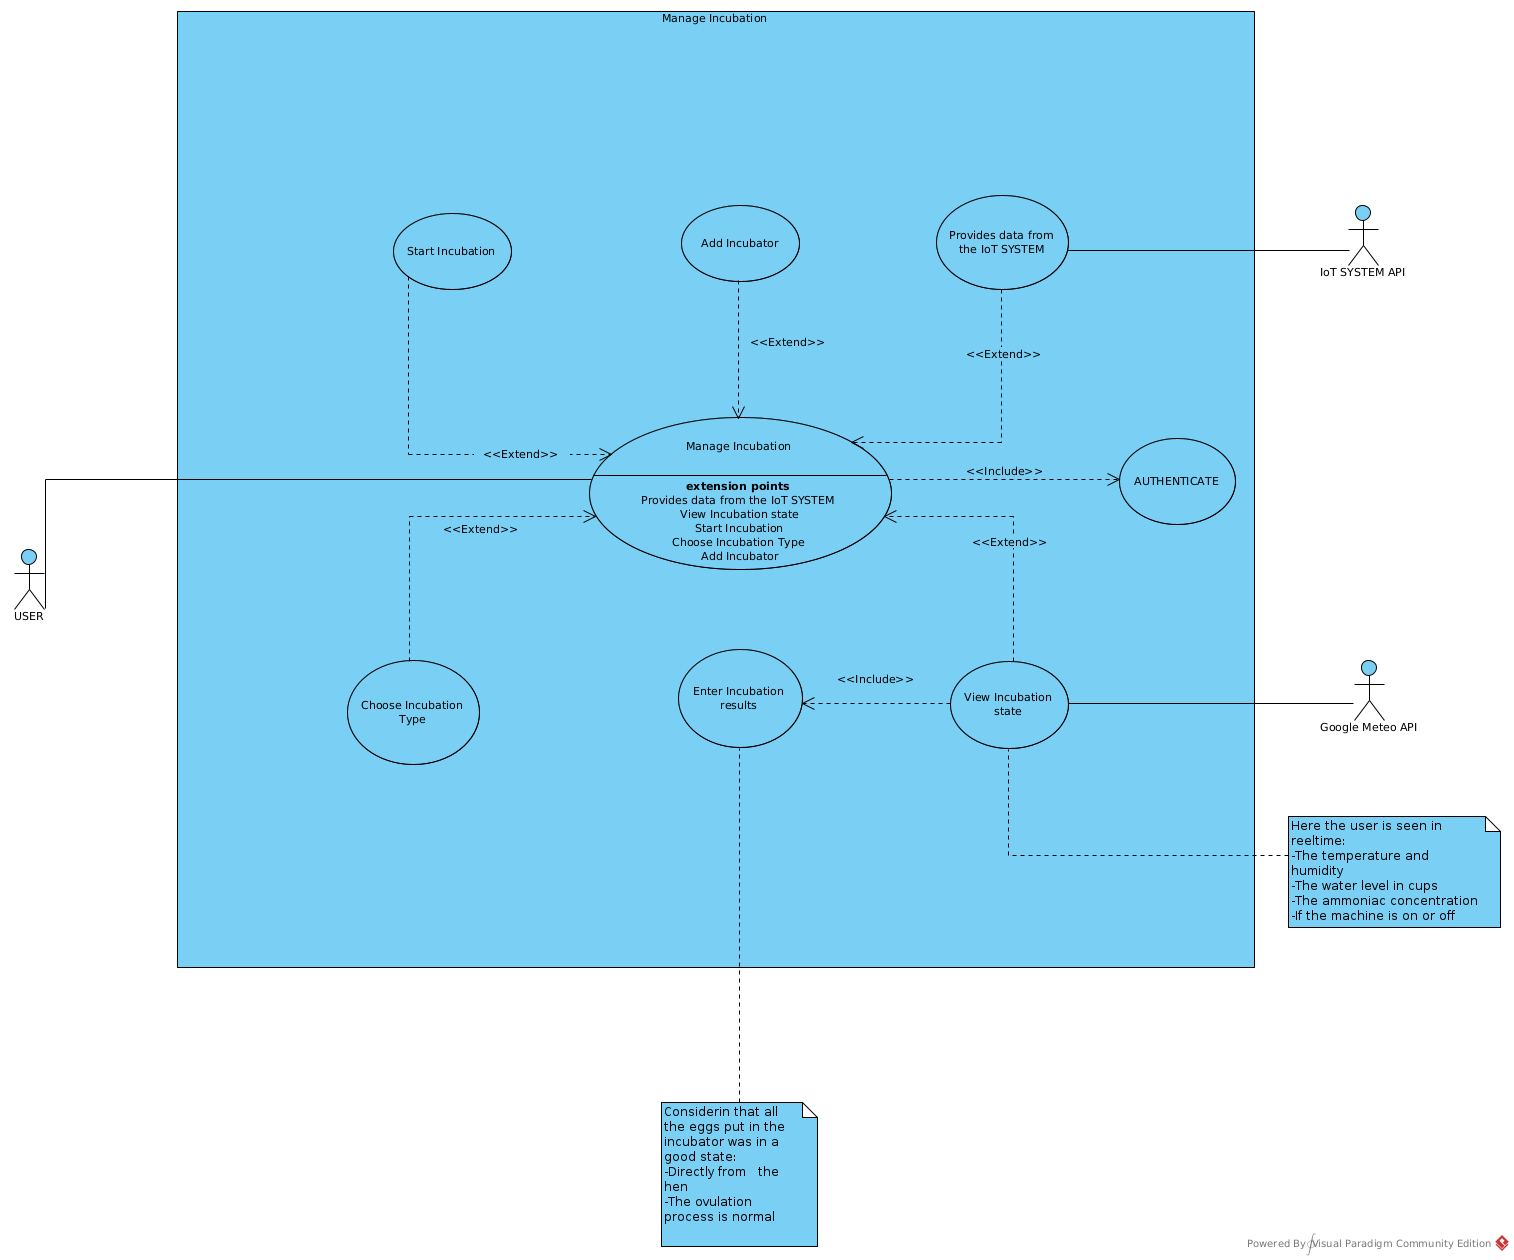 Manage Incubation
Start Incubation
Add Incubator
Provides data from
the IoT SYSTEM
IoT SYSTEM API
<<Extend>>
<<Extend>>
<<Extend>>
Manage Incubation
extension points
Provides data from the IoT SYSTEM
View Incubation state
Start Incubation
Choose Incubation Type
Add Incubator
<<Include>>
AUTHENTICATE
<<Extend>>
<<Extend>>
USER
Choose Incubation
Type
Enter Incubation
results
<<Include>>
View Incubation
state
Google Meteo API
Here the user is seen in
reeltime:
-The temperature and
humidity
-The water level in cups
-The ammoniac concentration
-If the machine is on or off
Considerin that all
the eggs put in the
incubator was in a
good state:
-Directly from the
hen
-The ovulation
process is normal
Powered By Visual Paradigm Community Edition